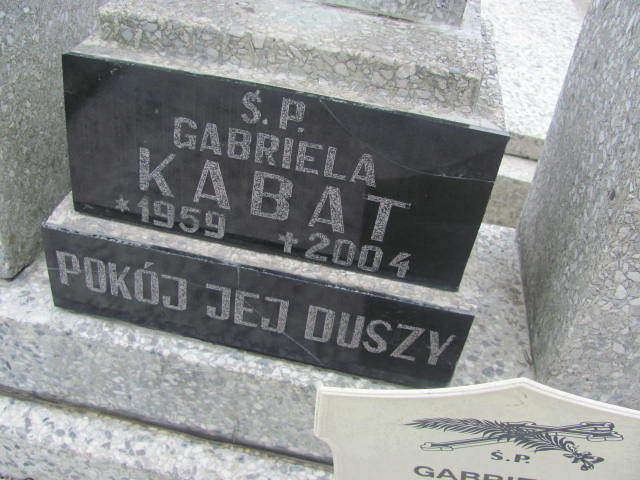 Ś.P.
GABRIELA
KABAT
*1959 +2004
POKÓJ JEJ DUSZY
Ś.P.